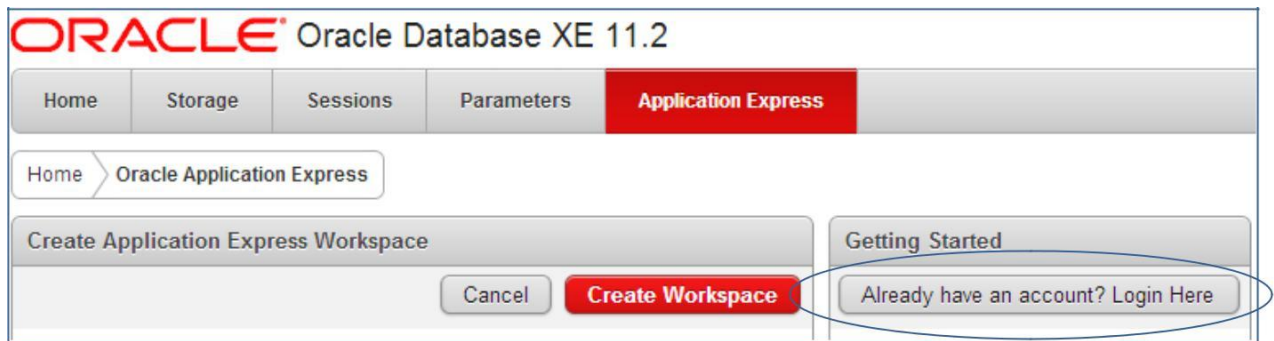 ORACLE Oracle Database XE 11.2
Home Storage Sessions Parameters Application Express
Home Oracle Application Express
Create Application Express Workspace Getting Started
Cancel Create Workspace Already have an account? Login Here